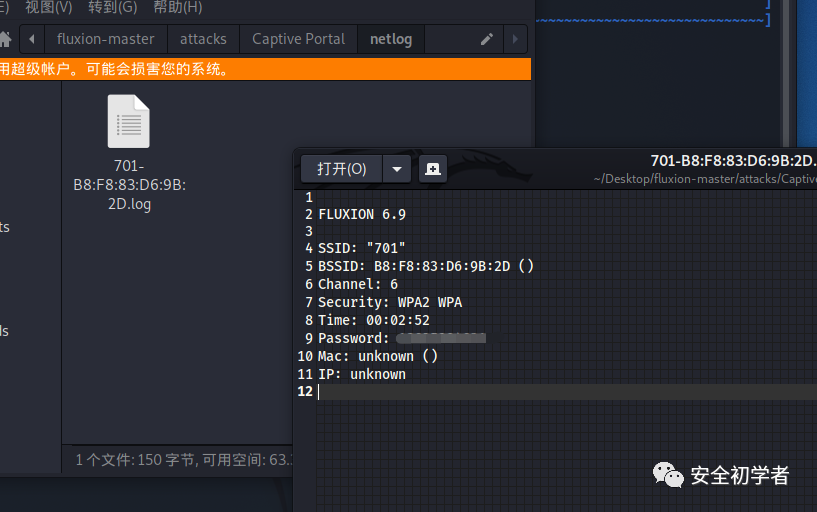 E) 视图(V) 转到(G) 帮助(H)
fluxion-master attacks Captive Portal netlog
用超级帐户。可能会损害您的系统。
701-
B8:F8:83:D6:9B:
2D.log
ts
ds
1 个文件: 150 字节, 可用空间: 63.
~~~~~~~~~~~~~~~~~~~~~~~~~~~~~]
打开(O)
701-B8:F8:83:D6:9B:2D.
~/Desktop/fluxion-master/attacks/Captive
1
2 FLUXION 6.9
3
4 SSID: "701"
5 BSSID: B8:F8:83:D6:9B:2D ()
6 Channel: 6
7 Security: WPA2 WPA
8 Time: 00:02:52
9 Password:
10 Mac: unknown ()
11 IP: unknown
12
安全初学者